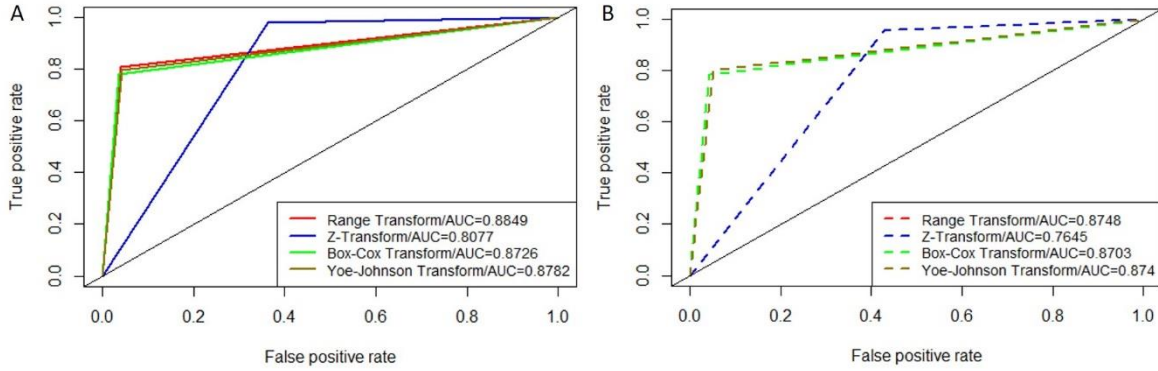 A
True positive rate
1.0
0.8
0.6
0.4
0.2
0.0
Range Transform/AUC=0.8849
Z-Transform/AUC=0.8077
Box-Cox Transform/AUC=0.8726
Yoe-Johnson Transform/AUC=0.8782
0.0 0.2 0.4 0.6 0.8 1.0
False positive rate
B
True positive rate
1.0
0.8
0.6
0.4
0.2
0.0
Range Transform/AUC=0.8748
Z-Transform/AUC=0.7645
Box-Cox Transform/AUC=0.8703
Yoe-Johnson Transform/AUC=0.874
0.0 0.2 0.4 0.6 0.8 1.0
False positive rate